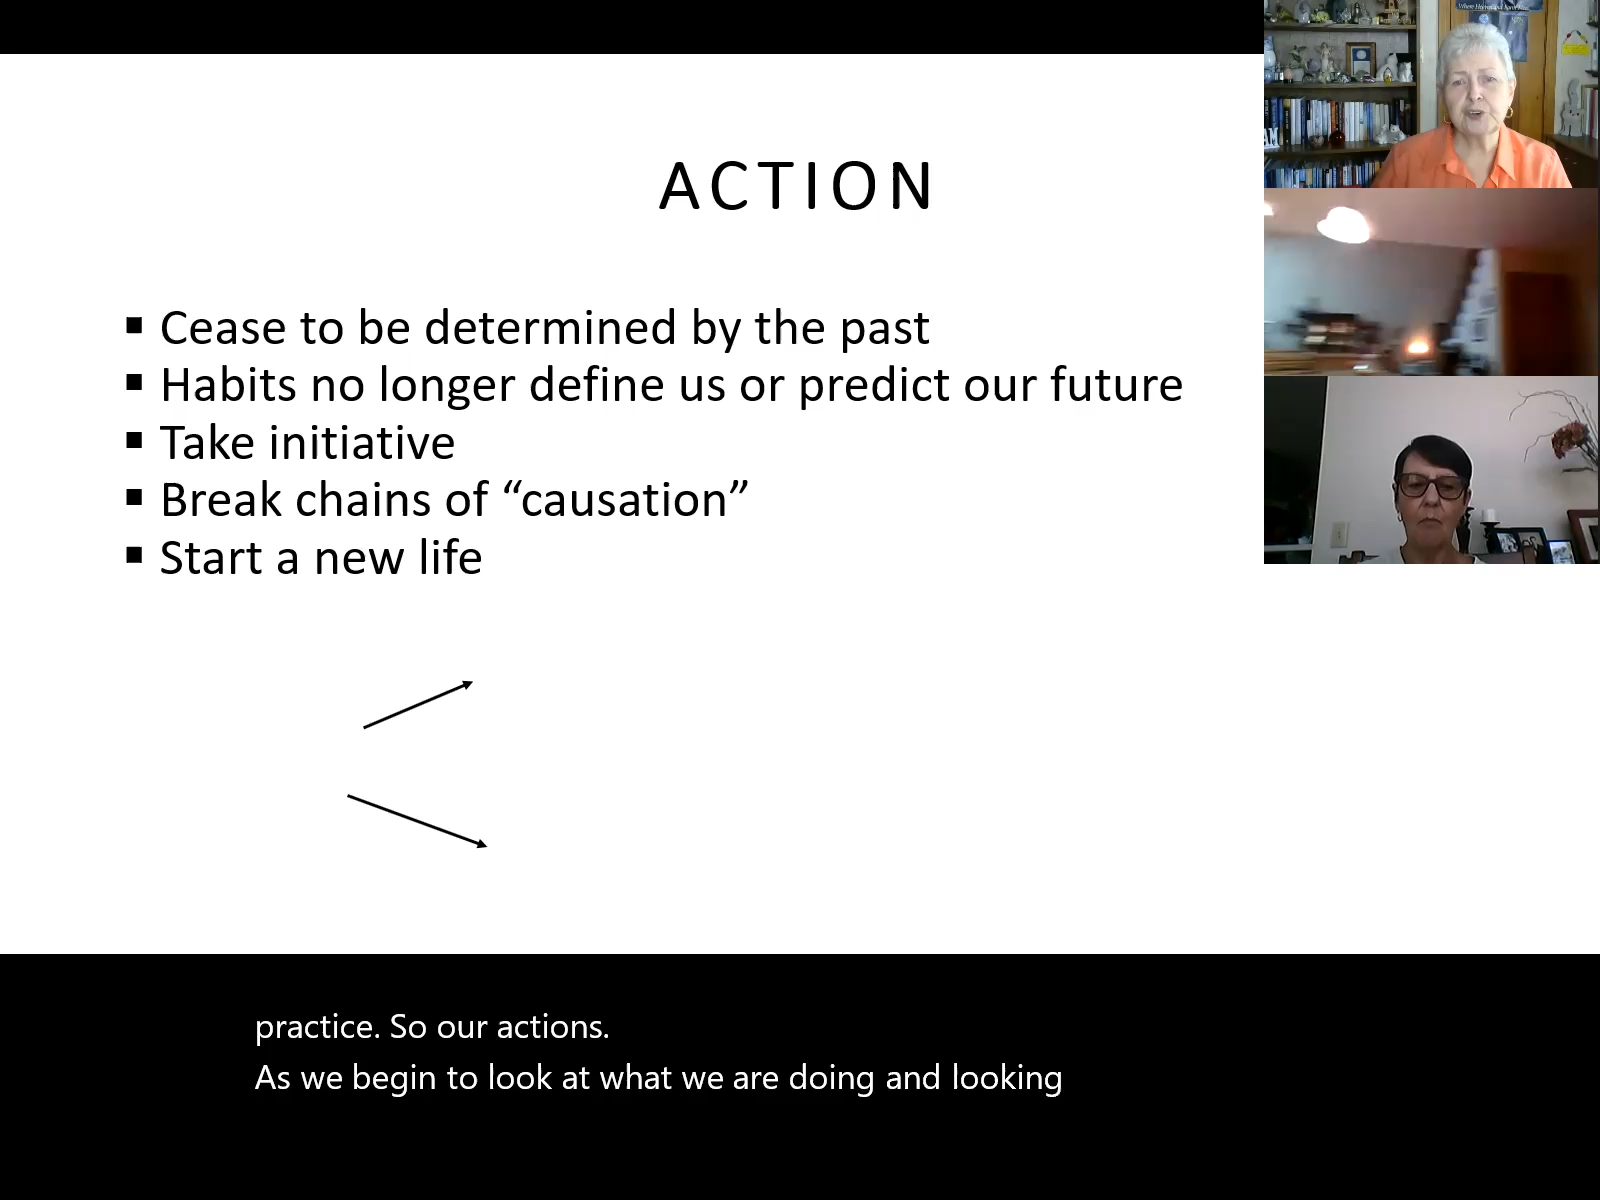 ACTION
▪ Cease to be determined by the past
▪ Habits no longer define us or predict our future
▪ Take initiative
▪ Break chains of “causation”
▪ Start a new life
practice. So our actions.
As we begin to look at what we are doing and looking